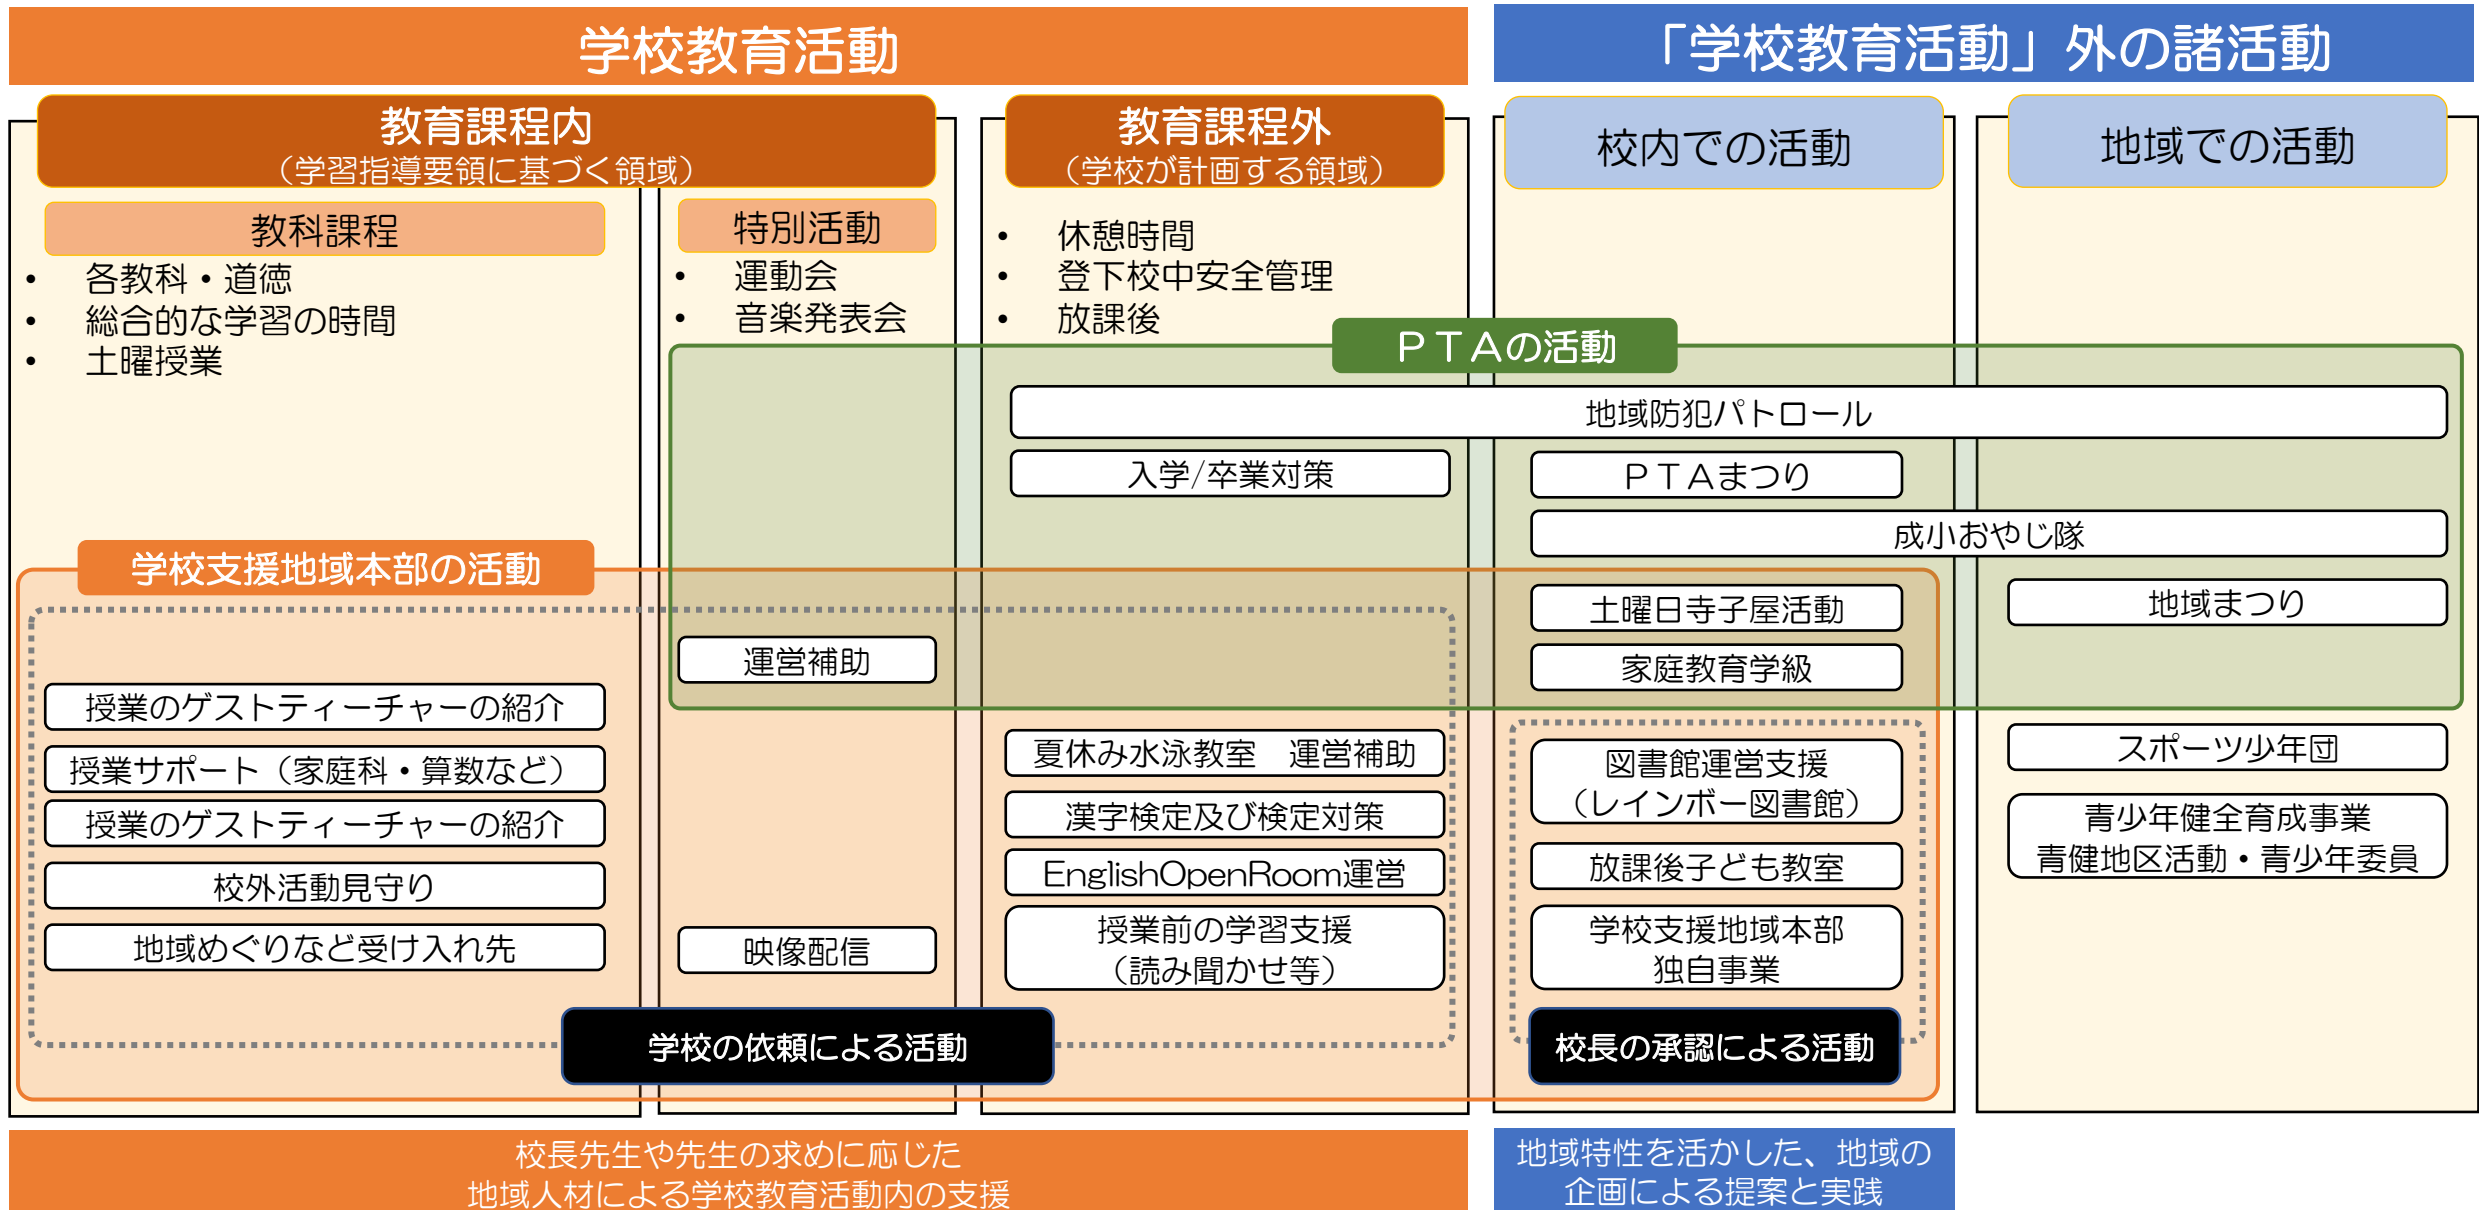 学校教育活動
「学校教育活動」外の諸活動
教育課程内
（学習指導要領に基づく領域）
教育課程外
（学校が計画する領域）
校内での活動
地域での活動
教科課程
• 各教科・道徳
• 総合的な学習の時間
• 土曜授業
特別活動
• 運動会
• 音楽発表会
• 休憩時間
• 登下校中安全管理
• 放課後
ＰＴＡの活動
地域防犯パトロール
入学/卒業対策
ＰＴＡまつり
成小おやじ隊
学校支援地域本部の活動
土曜日寺子屋活動
地域まつり
運営補助
家庭教育学級
授業のゲストティーチャーの紹介
授業サポート（家庭科・算数など）
授業のゲストティーチャーの紹介
校外活動見守り
地域めぐりなど受け入れ先
映像配信
夏休み水泳教室　運営補助
漢字検定及び検定対策
EnglishOpenRoom運営
授業前の学習支援
（読み聞かせ等）
図書館運営支援
（レインボー図書館）
放課後子ども教室
学校支援地域本部
独自事業
スポーツ少年団
青少年健全育成事業
青健地区活動・青少年委員
学校の依頼による活動
校長の承認による活動
校長先生や先生の求めに応じた
地域人材による学校教育活動内の支援
地域特性を活かした、地域の
企画による提案と実践